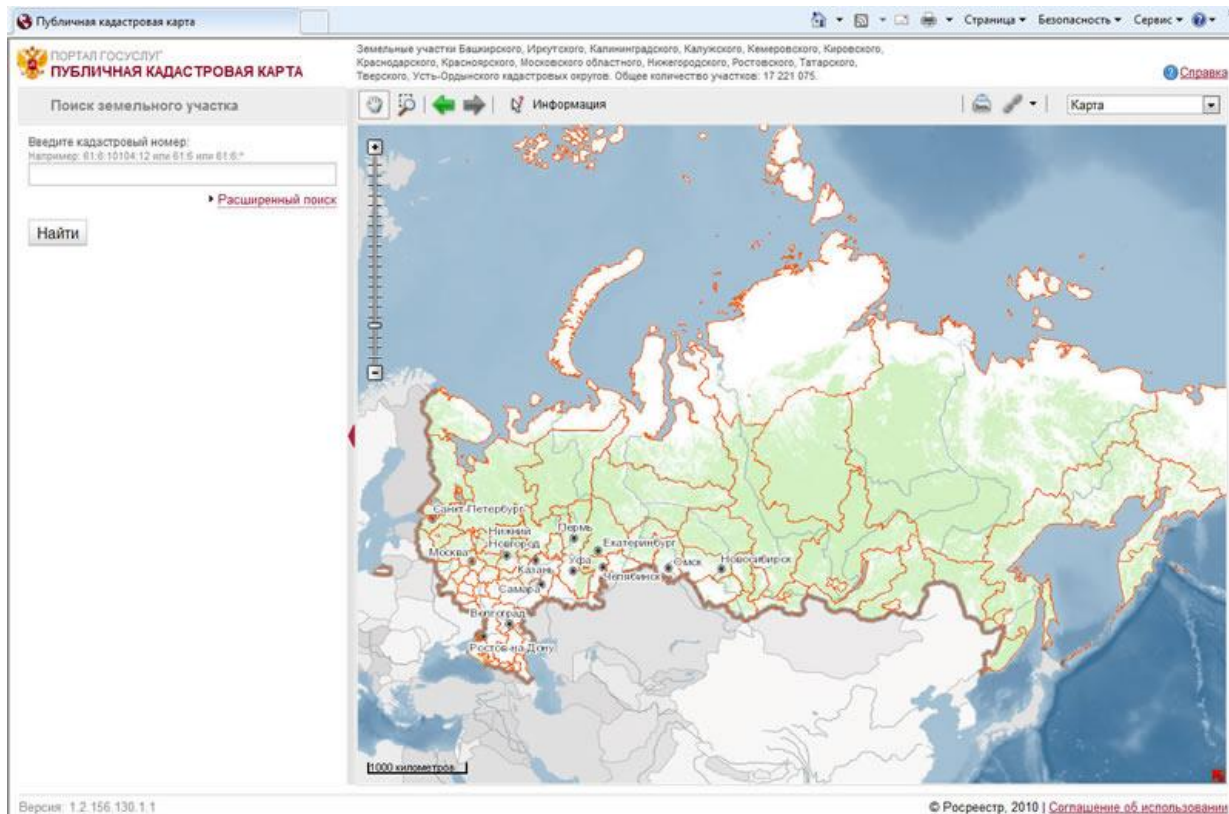 Публичная кадастровая карта
Страница
Безопасность
Сервис
ПОРТАЛ ГОСУСЛУГ
ПУБЛИЧНАЯ КАДАСТРОВАЯ КАРТА
Земельные участки Башкирского, Иркутского, Калининградского, Калужского, Кемеровского, Кировского,
Краснодарского, Красноярского, Московского областного, Нижегородского, Ростовского, Татарского,
Тверского, Усть-Ордынского кадастровых округов. Общее количество участков: 17 221 075.
Справка
Поиск земельного участка
Информация
Карта
Введите кадастровый номер:
Например: 61:6:10104:12 или 61:6 или 61:6:*
Расширенный поиск
Найти
Санкт-Петербург
Нижний
Новгород
Пермь
Москва
Екатеринбург
Казань
Уфа
Челябинск
Омск
Новосибирск
Самара
Волгоград
Ростов-на-Дону
1000 километров
Версия: 1.2.156.130.1.1
© Росреестр, 2010 | Соглашение об использовании